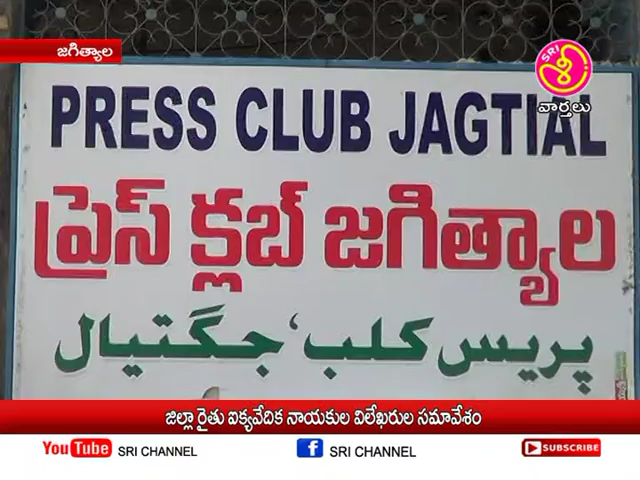 జగిత్యాల
SRI
శ్రీ
వార్తలు
PRESS CLUB JAGTIAL
ప్రెస్ క్లబ్ జగిత్యాల
پریس کلب، جگتیال
జిల్లా రైతు ఐక్యవేదిక నాయకుల విలేఖరుల సమావేశం
YouTube SRI CHANNEL f SRI CHANNEL SUBSCRIBE